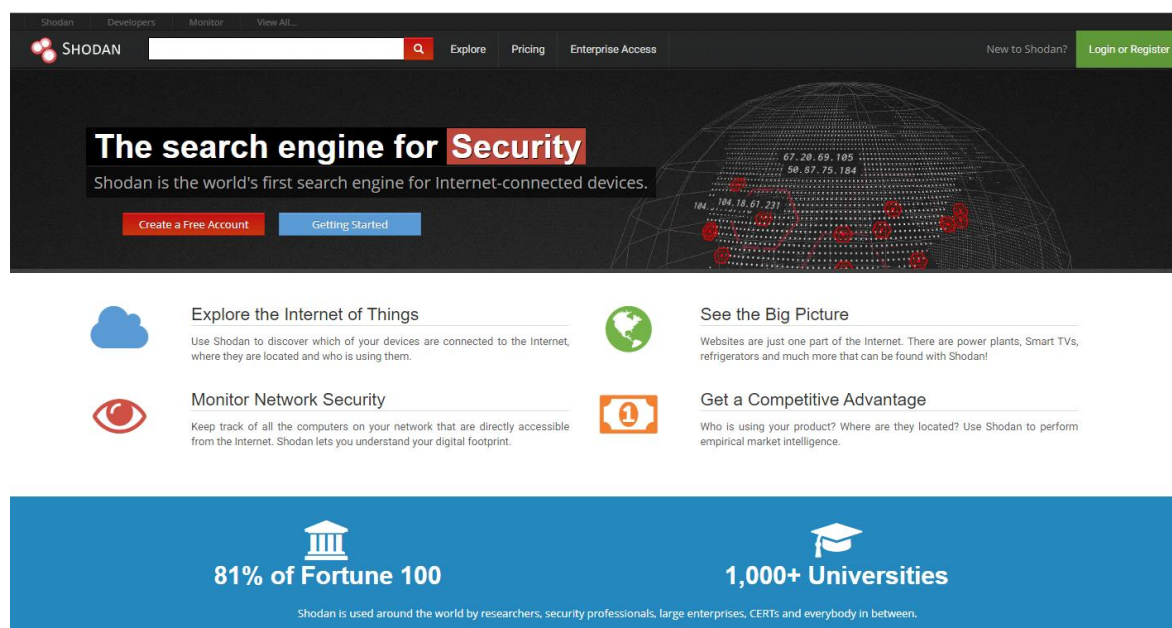 Shodan Developers Monitor View All...
SHODAN Explore Pricing Enterprise Access New to Shodan? Login or Register
The search engine for Security
Shodan is the world's first search engine for Internet-connected devices.
Create a Free Account Getting Started
67.20.69.105
50.67.75.184
104.. 104.18.61.231
Explore the Internet of Things
Use Shodan to discover which of your devices are connected to the Internet,
where they are located and who is using them.
See the Big Picture
Websites are just one part of the Internet. There are power plants, Smart TVs,
refrigerators and much more that can be found with Shodan!
Monitor Network Security
Keep track of all the computers on your network that are directly accessible
from the Internet. Shodan lets you understand your digital footprint.
1
Get a Competitive Advantage
Who is using your product? Where are they located? Use Shodan to perform
empirical market intelligence.
81% of Fortune 100
1,000+ Universities
Shodan is used around the world by researchers, security professionals, large enterprises, CERTs and everybody in between.